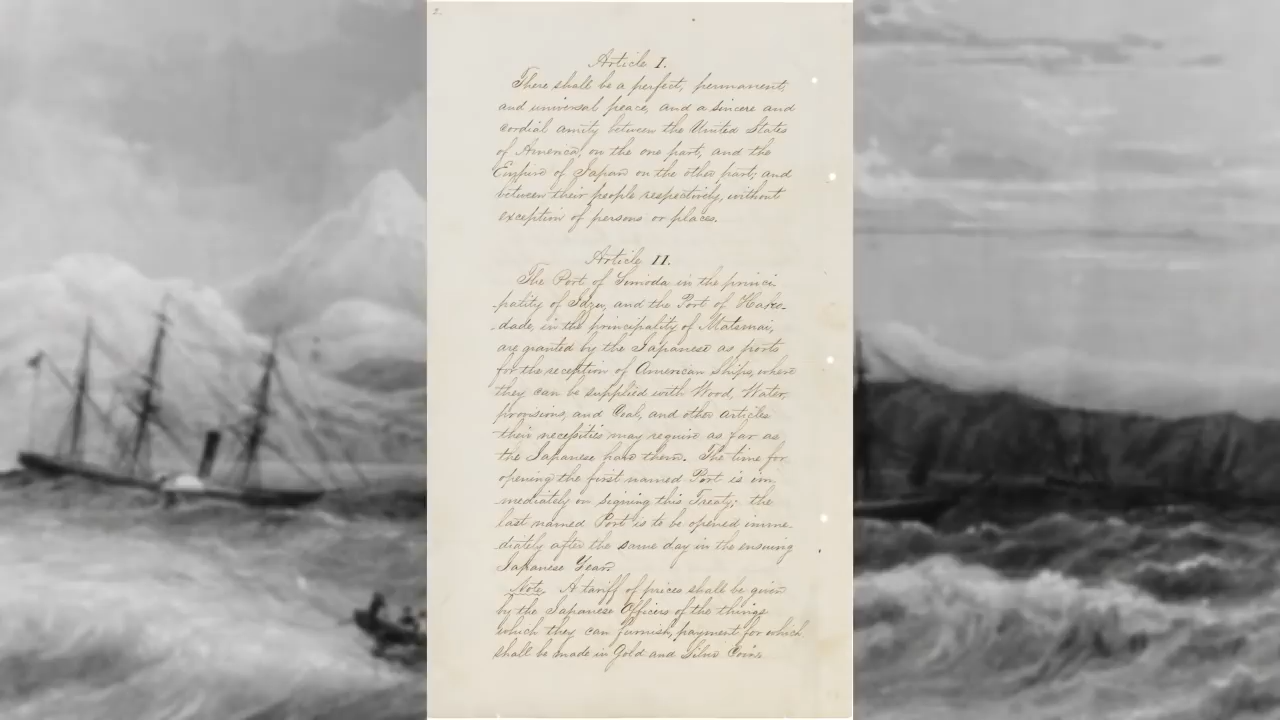 2.
Article I.
There shall be a perfect, permanent,
and universal peace, and a sincere and
cordial amity between the United States
of America, on the one part, and the
Empire of Japan on the other part, and
between their people respectively, without
exception of persons or places.
Article II.
The Port of Simoda in the princi
pality of Idzu, and the Port of Hako-
dade, in the principality of Matsmai,
are granted by the Japanese as ports
for the reception of American Ships, where
they can be supplied with Wood, Water,
provisions, and Coal, and other articles
their necessities may require as far as
the Japanese have them. The time for
opening the first named Port is im
mediately on signing this Treaty; the
last named Port is to be opened imme-
diately after the same day in the ensuing
Japanese Year.
Note. A tariff of prices shall be given
by the Japanese Officers of the things
which they can furnish, payment for which
shall be made in Gold and Silver Coin.